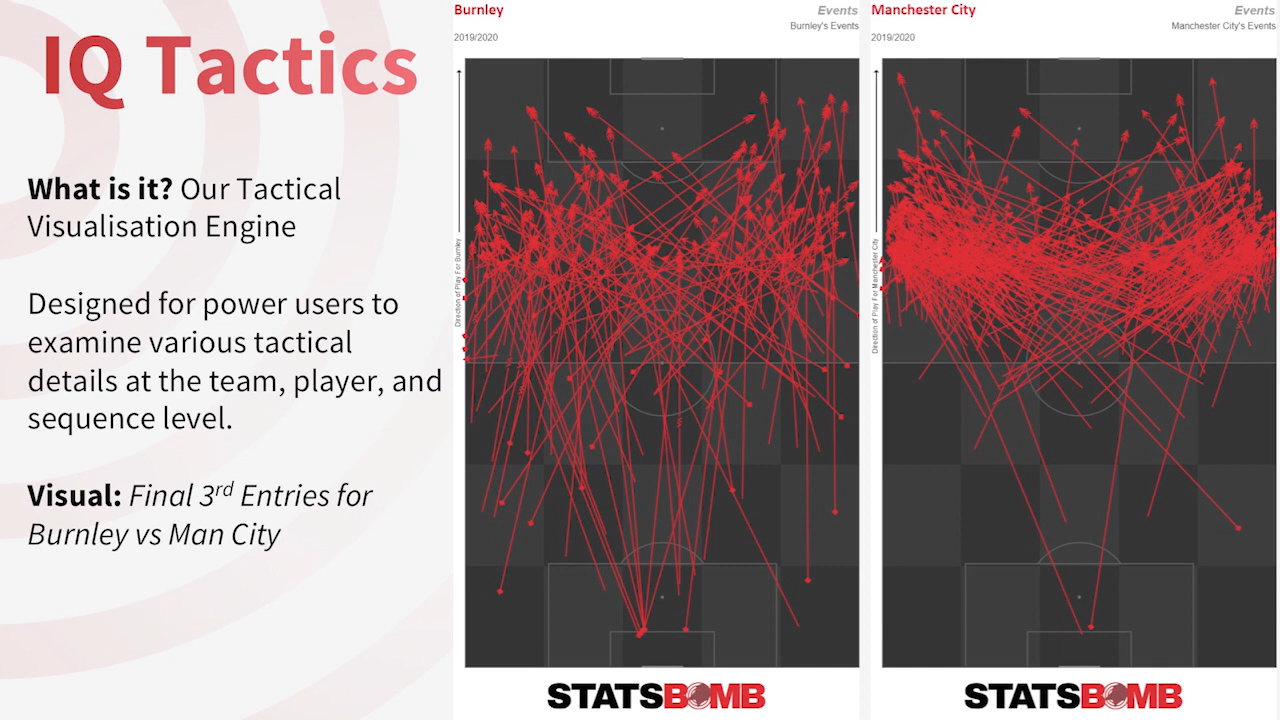 IQ Tactics
What is it? Our Tactical
Visualisation Engine
Designed for power users to
examine various tactical
details at the team, player, and
sequence level.
Visual: Final 3rd Entries for
Burnley vs Man City
Burnley
Events
Burnley's Events
2019/2020
Direction of Play For Burnley
STATSBOMB
Manchester City
Events
Manchester City's Events
2019/2020
Direction of Play For Manchester City
STATSBOMB